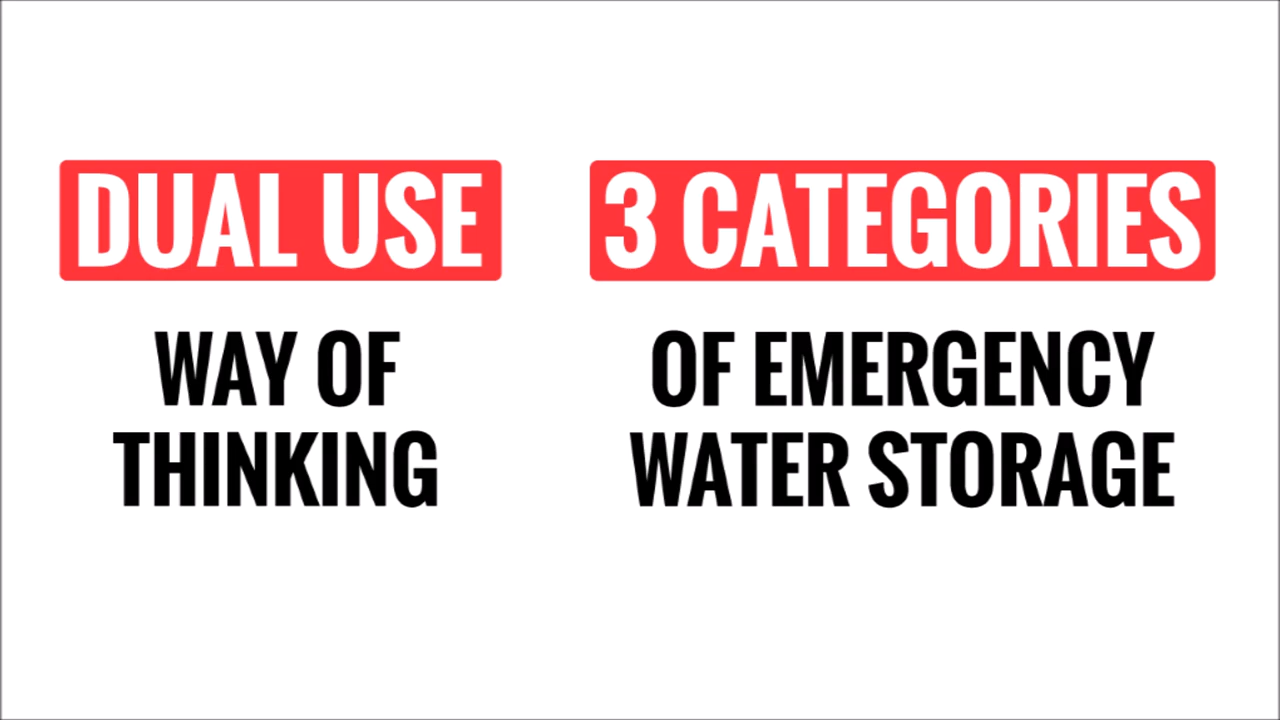 DUAL USE
WAY OF
THINKING
3 CATEGORIES
OF EMERGENCY
WATER STORAGE